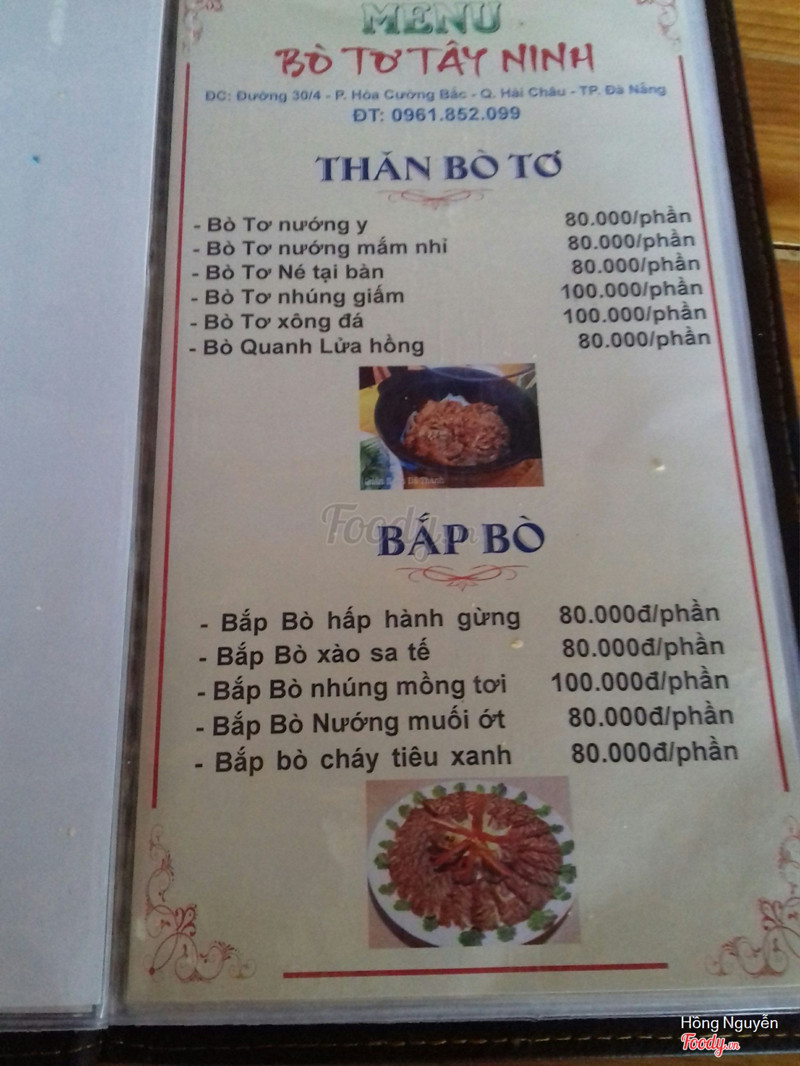 MENU
BÒ TƠ TÂY NINH
ĐC: Đường 30/4 - P. Hòa Cường Bắc - Q. Hải Châu - TP. Đà Nẵng
ĐT: 0961.852.099
THĂN BÒ TƠ
- Bò Tơ nướng y 80.000/phần
- Bò Tơ nướng mắm nhỉ 80.000/phần
- Bò Tơ Né tại bàn 80.000/phần
- Bò Tơ nhúng giấm 100.000/phần
- Bò Tơ xông đá 100.000/phần
- Bò Quanh Lửa hồng 80.000/phần
Foody.vn
BẮP BÒ
- Bắp Bò hấp hành gừng 80.000đ/phần
- Bắp Bò xào sa tế 80.000đ/phần
- Bắp Bò nhúng mồng tơi 100.000đ/phần
- Bắp Bò Nướng muối ớt 80.000đ/phần
- Bắp bò cháy tiêu xanh 80.000đ/phần
Hồng Nguyễn
Foody.vn